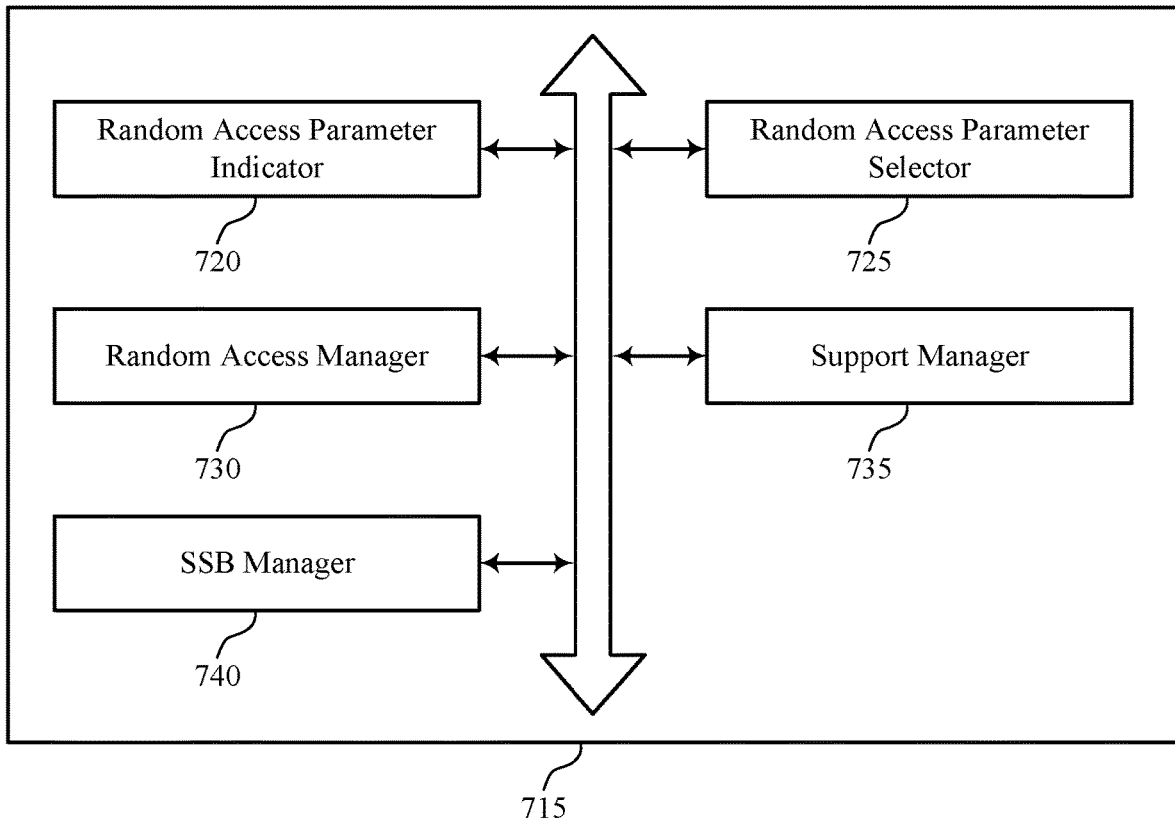 Random Access Parameter
Indicator
720
Random Access Parameter
Selector
725
Random Access Manager
730
Support Manager
735
SSB Manager
740
715